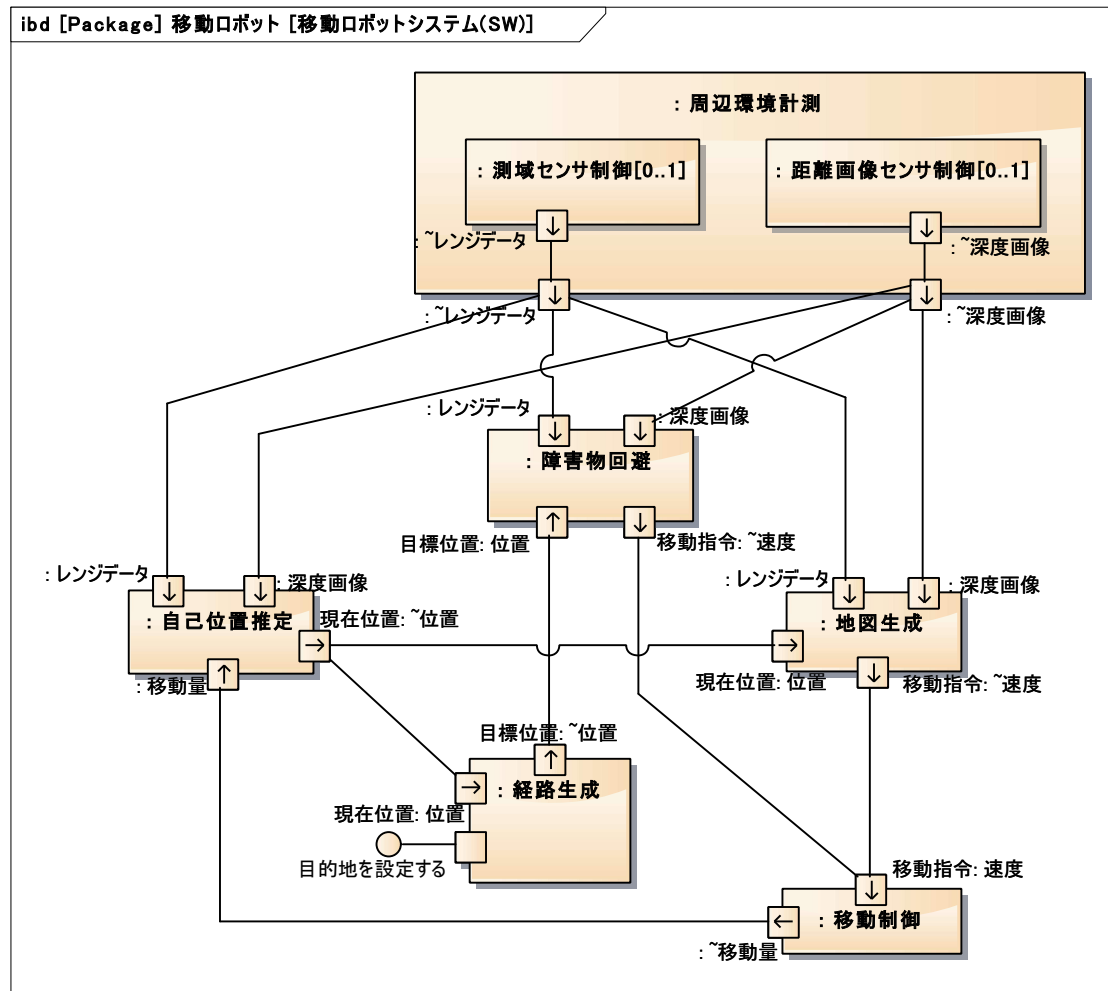 ibd [Package] 移動ロボット [移動ロボットシステム(SW)]
: 周辺環境計測
: 測域センサ制御[0..1]
: 距離画像センサ制御[0..1]
: ~レンジデータ
: ~深度画像
: ~レンジデータ
: ~深度画像
: レンジデータ
: 深度画像
: 障害物回避
目標位置: 位置
移動指令: ~速度
: レンジデータ
: 深度画像
: レンジデータ
: 深度画像
: 自己位置推定
現在位置: ~位置
: 地図生成
: 移動量
現在位置: 位置
移動指令: ~速度
目標位置: ~位置
: 経路生成
現在位置: 位置
目的地を設定する
移動指令: 速度
: 移動制御
: ~移動量